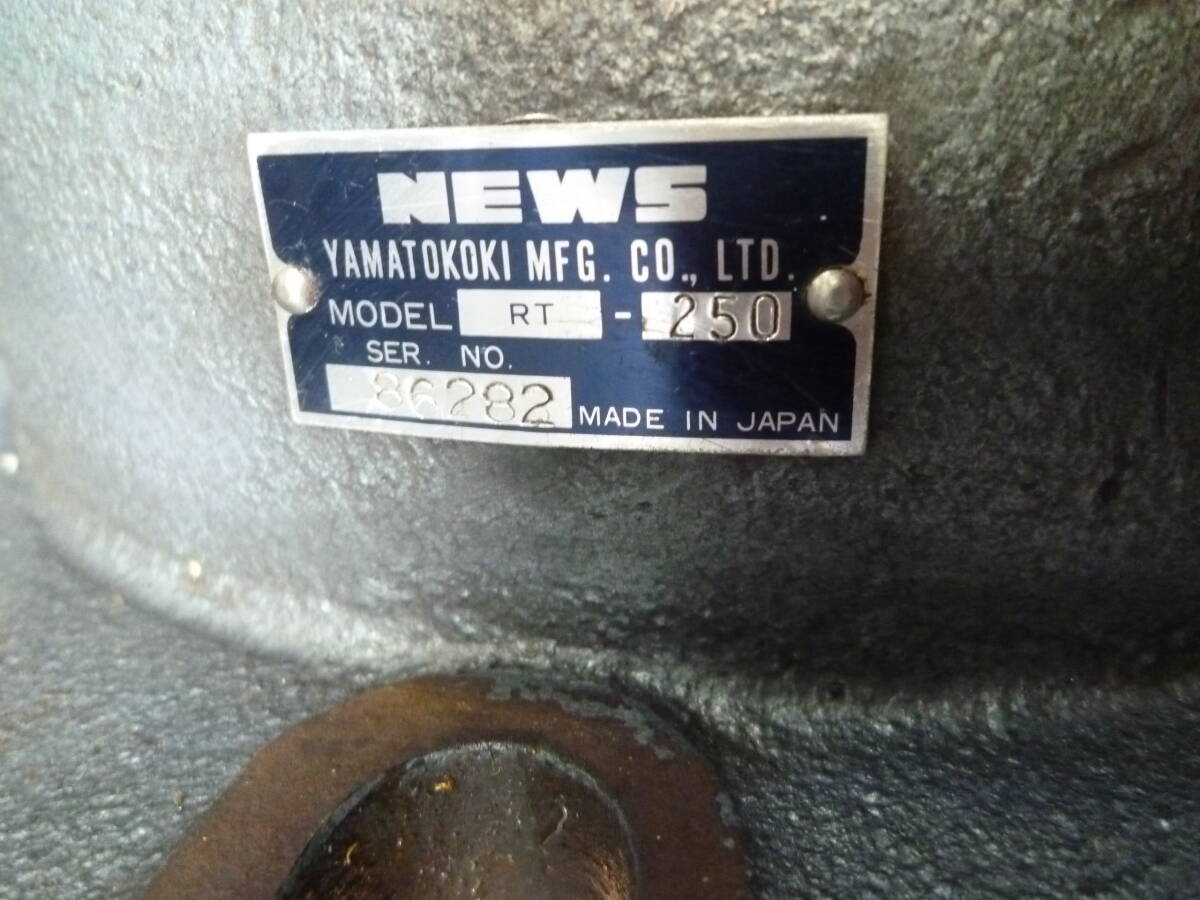 NEWS
YAMATOKOKI MFG. CO., LTD.
MODEL RT - 250
SER. NO.
86282 MADE IN JAPAN